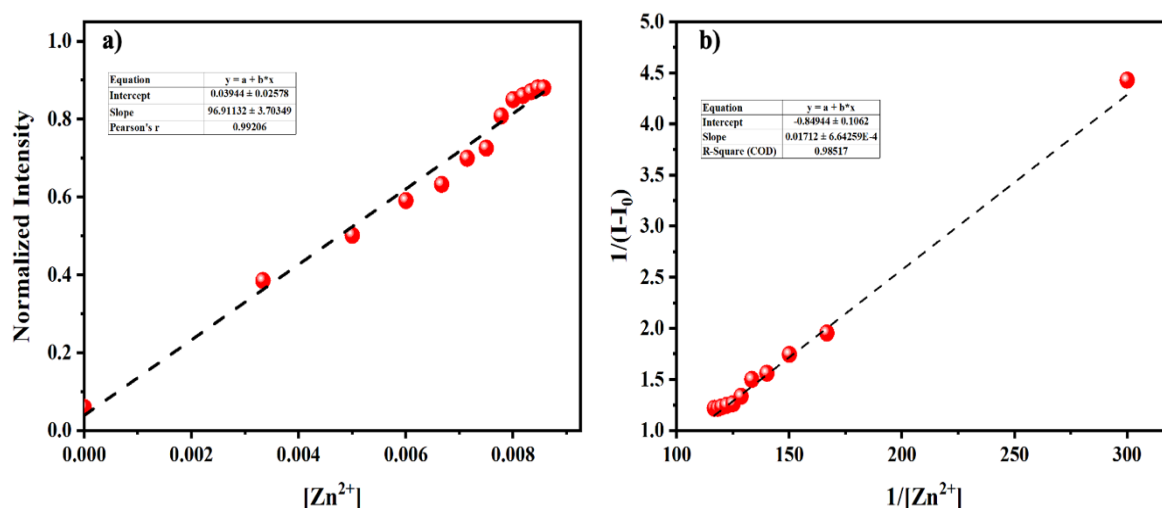 a)
Equation y = a + b*x
Intercept 0.03944 ± 0.02578
Slope 96.91132 ± 3.70349
Pearson's r 0.99206
Normalized Intensity
1.0
0.8
0.6
0.4
0.2
0.0
0.000 0.002 0.004 0.006 0.008
[Zn²⁺]
b)
Equation y = a + b*x
Intercept -0.84944 ± 0.1062
Slope 0.01712 ± 6.64259E-4
R-Square (COD) 0.98517
1/(I-I₀)
5.0
4.5
4.0
3.5
3.0
2.5
2.0
1.5
1.0
100 150 200 250 300
1/[Zn²⁺]